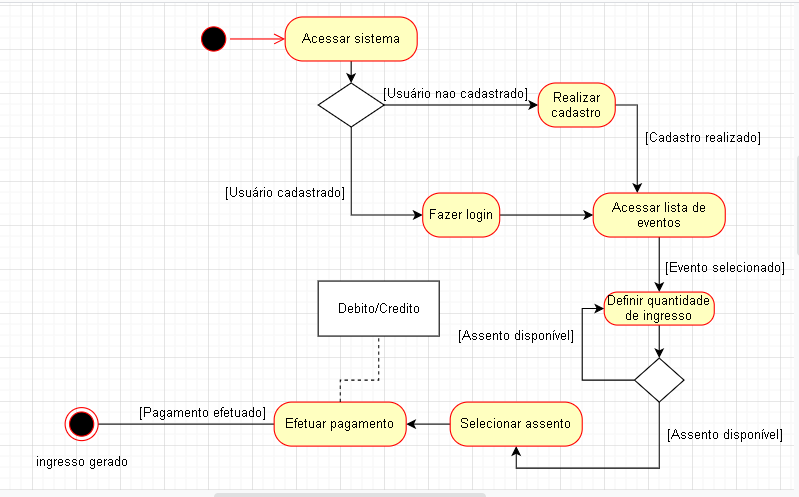 Acessar sistema
[Usuário nao cadastrado]
Realizar
cadastro
[Cadastro realizado]
[Usuário cadastrado]
Fazer login
Acessar lista de
eventos
[Evento selecionado]
Definir quantidade
de ingresso
Debito/Credito
[Assento disponível]
[Pagamento efetuado]
Efetuar pagamento
Selecionar assento
[Assento disponível]
ingresso gerado